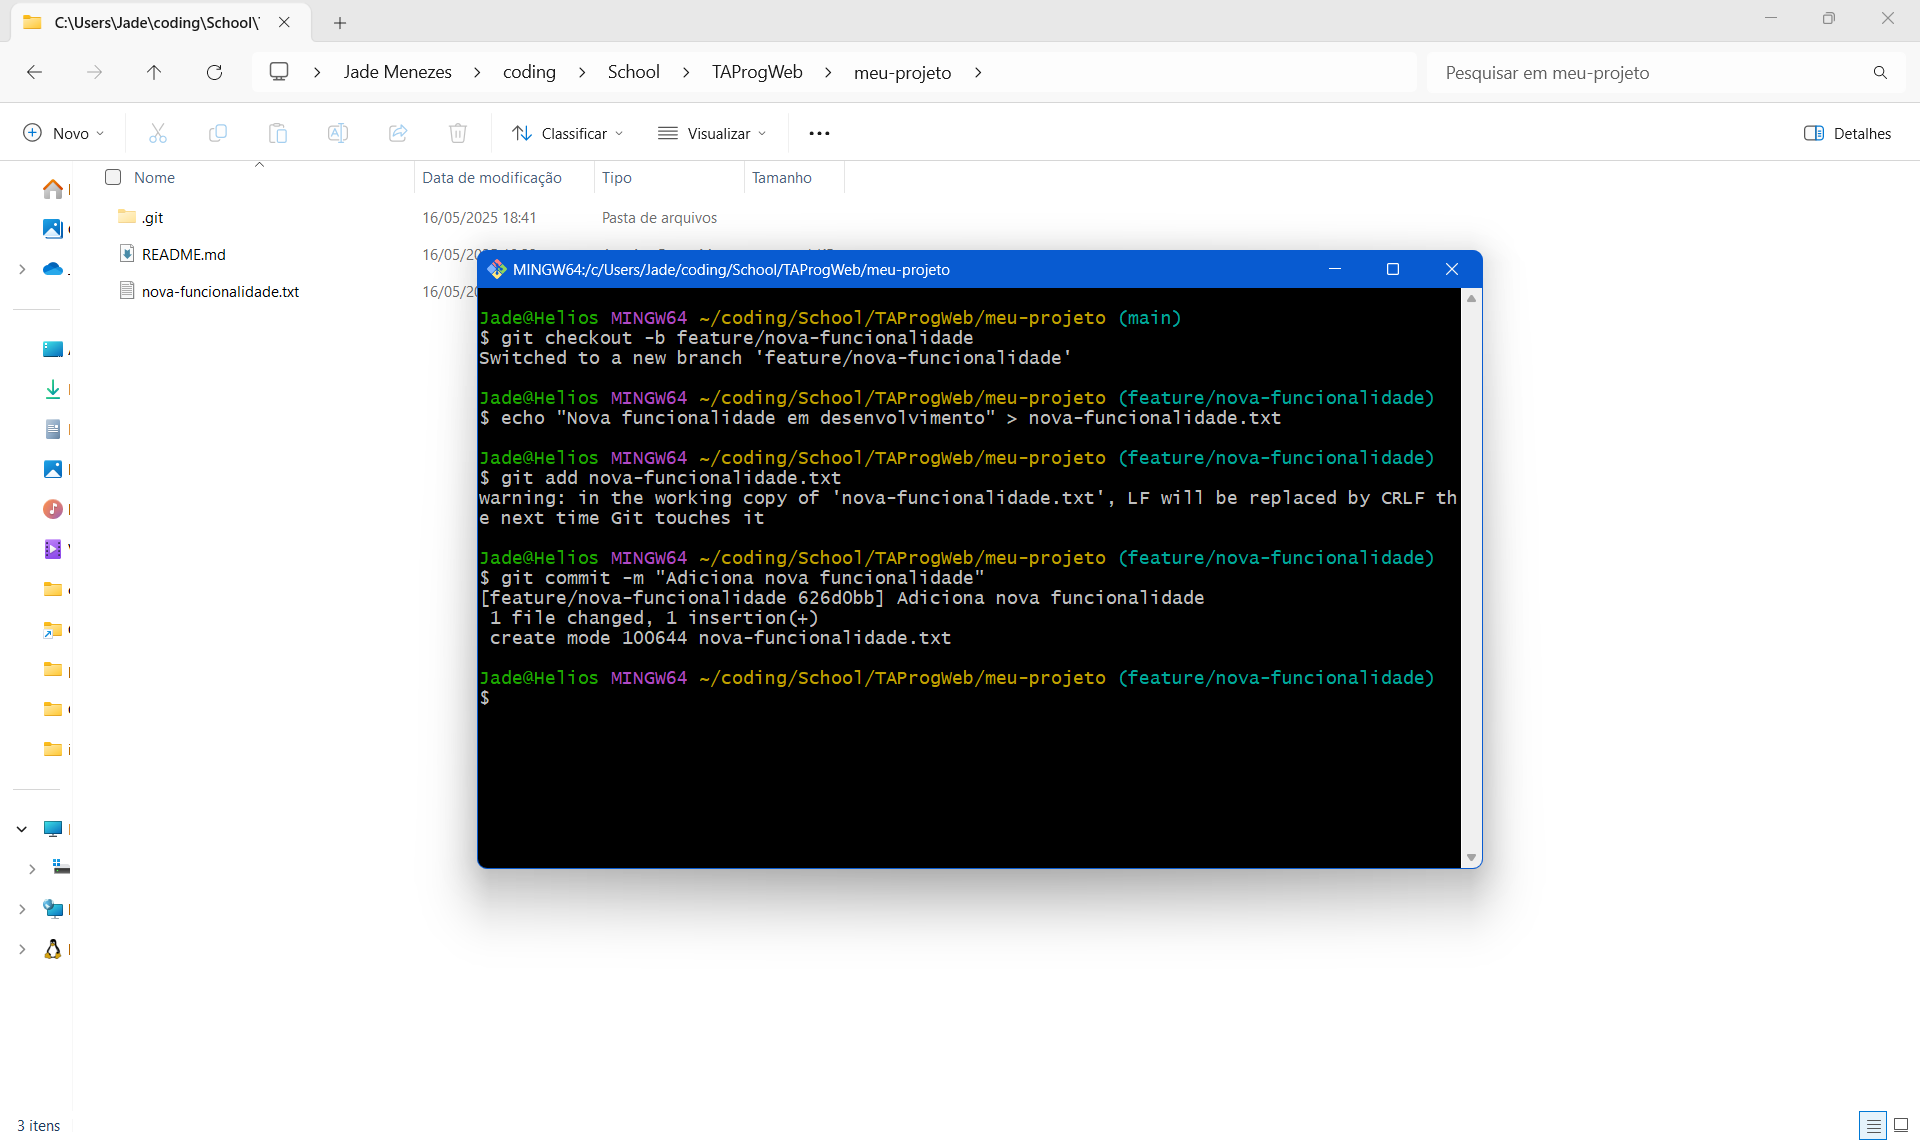 C:\Users\Jade\coding\School\
Jade Menezes
coding
School
TAProgWeb
meu-projeto
Pesquisar em meu-projeto
Novo
Classificar
Visualizar
Detalhes
Nome
Data de modificação
Tipo
Tamanho
.git
16/05/2025 18:41
Pasta de arquivos
README.md
nova-funcionalidade.txt
MINGW64:/c/Users/Jade/coding/School/TAProgWeb/meu-projeto
Jade@Helios MINGW64 ~/coding/School/TAProgWeb/meu-projeto (main)
$ git checkout -b feature/nova-funcionalidade
Switched to a new branch 'feature/nova-funcionalidade'
Jade@Helios MINGW64 ~/coding/School/TAProgWeb/meu-projeto (feature/nova-funcionalidade)
$ echo "Nova funcionalidade em desenvolvimento" > nova-funcionalidade.txt
Jade@Helios MINGW64 ~/coding/School/TAProgWeb/meu-projeto (feature/nova-funcionalidade)
$ git add nova-funcionalidade.txt
warning: in the working copy of 'nova-funcionalidade.txt', LF will be replaced by CRLF th
e next time Git touches it
Jade@Helios MINGW64 ~/coding/School/TAProgWeb/meu-projeto (feature/nova-funcionalidade)
$ git commit -m "Adiciona nova funcionalidade"
[feature/nova-funcionalidade 626d0bb] Adiciona nova funcionalidade
1 file changed, 1 insertion(+)
create mode 100644 nova-funcionalidade.txt
Jade@Helios MINGW64 ~/coding/School/TAProgWeb/meu-projeto (feature/nova-funcionalidade)
$
3 itens